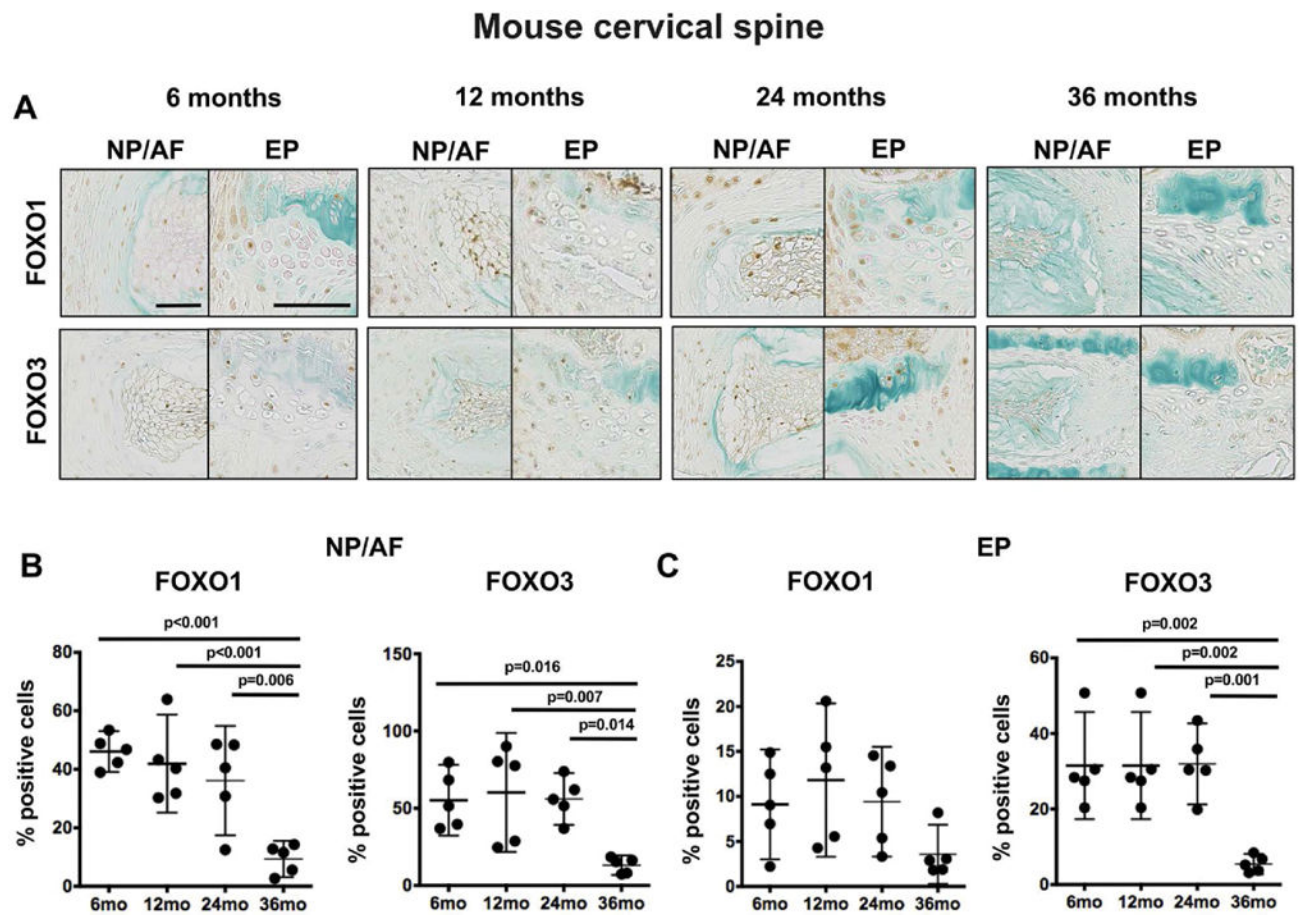 Mouse cervical spine
A
6 months
12 months
24 months
36 months
NP/AF
EP
NP/AF
EP
NP/AF
EP
NP/AF
EP
FOXO1
FOXO3
B
NP/AF
FOXO1
p<0.001
p<0.001
p=0.006
% positive cells
80
60
40
20
0
6mo 12mo 24mo 36mo
FOXO3
p=0.016
p=0.007
p=0.014
% positive cells
150
100
50
0
6mo 12mo 24mo 36mo
C
EP
FOXO1
% positive cells
25
20
15
10
5
0
6mo 12mo 24mo 36mo
FOXO3
p=0.002
p=0.002
p=0.001
% positive cells
60
40
20
0
6mo 12mo 24mo 36mo